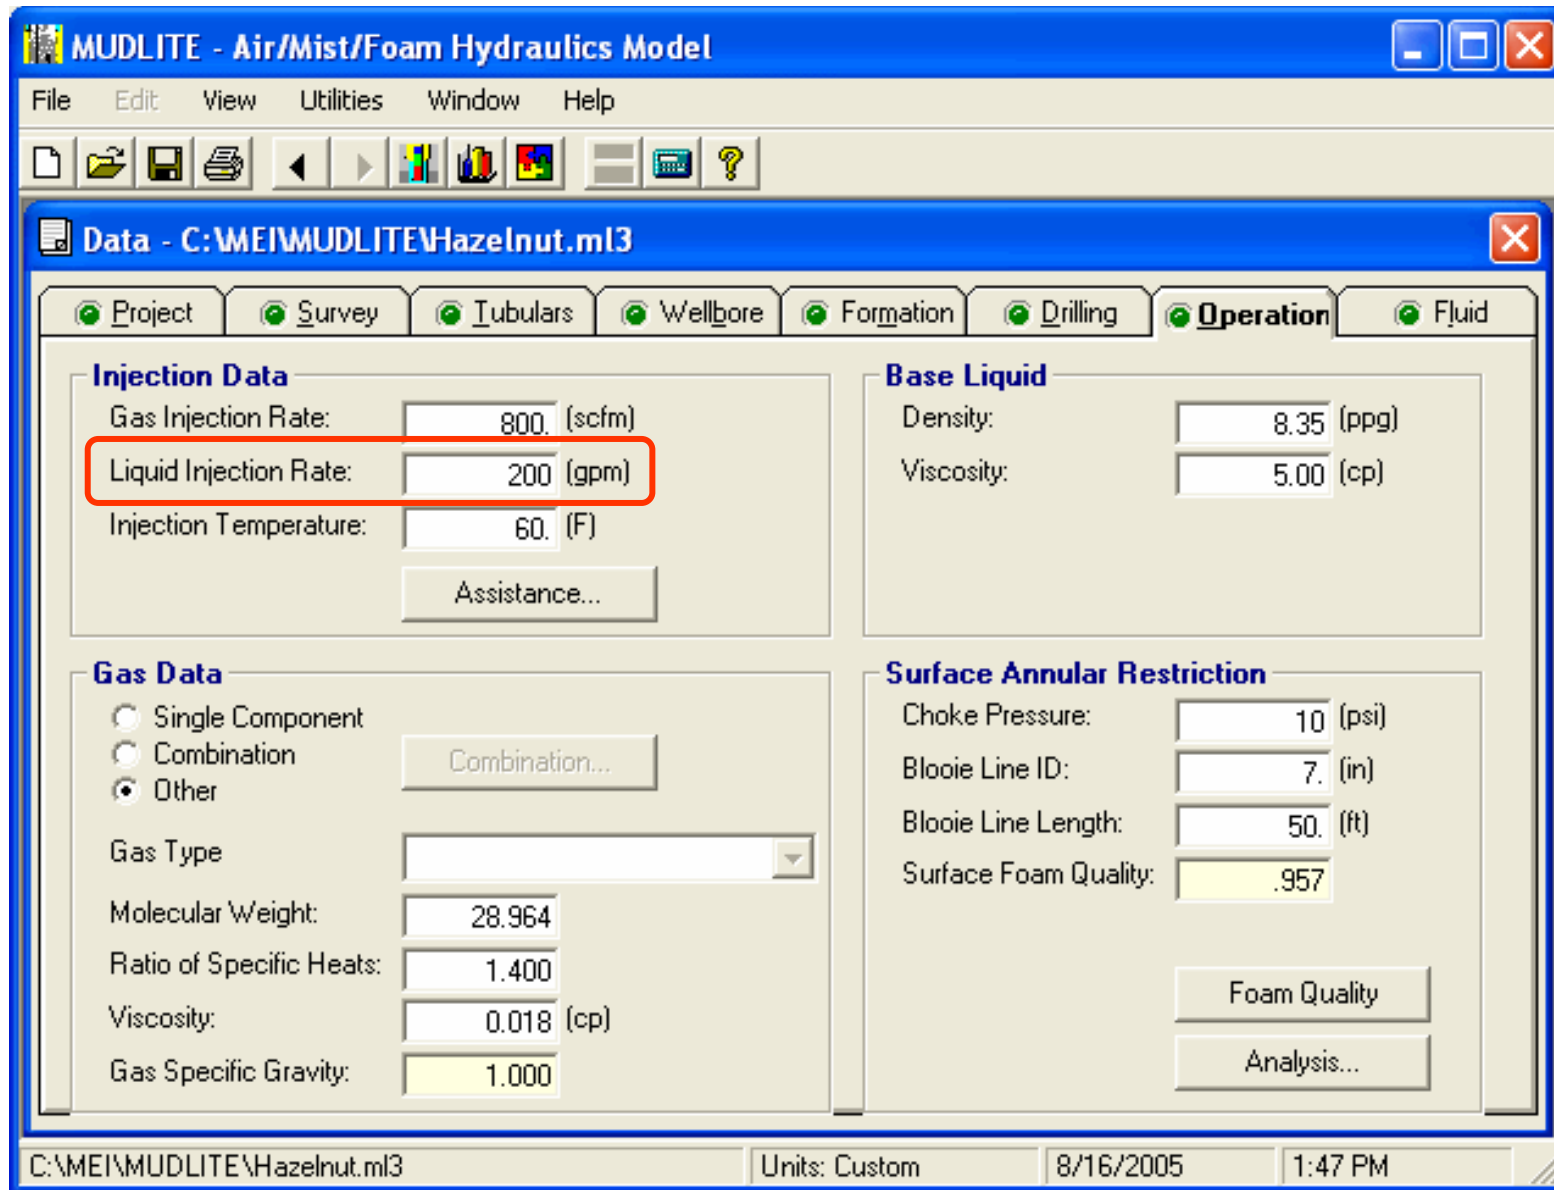 MUDLITE - Air/Mist/Foam Hydraulics Model
File Edit View Utilities Window Help
Data - C:\MEI\MUDLITE\Hazelnut.ml3
Project Survey Tubulars Wellbore Formation Drilling Operation Fluid
Injection Data
Gas Injection Rate: 800. (scfm)
Liquid Injection Rate: 200 (gpm)
Injection Temperature: 60. (F)
Assistance...
Base Liquid
Density: 8.35 (ppg)
Viscosity: 5.00 (cp)
Gas Data
Single Component
Combination
Other
Combination...
Gas Type
Molecular Weight: 28.964
Ratio of Specific Heats: 1.400
Viscosity: 0.018 (cp)
Gas Specific Gravity: 1.000
Surface Annular Restriction
Choke Pressure: 10 (psi)
Blooie Line ID: 7. (in)
Blooie Line Length: 50. (ft)
Surface Foam Quality: .957
Foam Quality
Analysis...
C:\MEI\MUDLITE\Hazelnut.ml3 Units: Custom 8/16/2005 1:47 PM